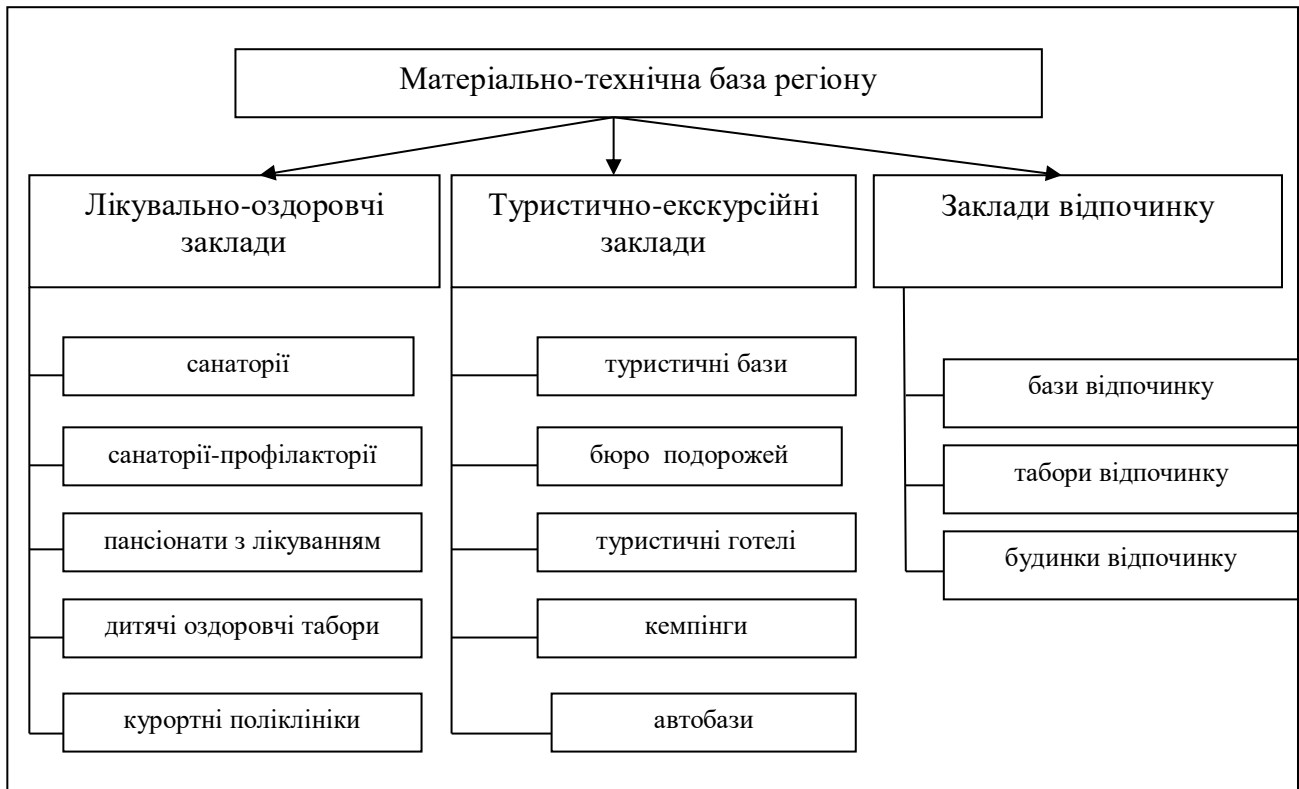 Матеріально-технічна база регіону
Лікувально-оздоровчі
заклади
Туристично-екскурсійні
заклади
Заклади відпочинку
санаторії
санаторії-профілакторії
пансіонати з лікуванням
дитячі оздоровчі табори
курортні поліклініки
туристичні бази
бюро подорожей
туристичні готелі
кемпінги
автобази
бази відпочинку
табори відпочинку
будинки відпочинку